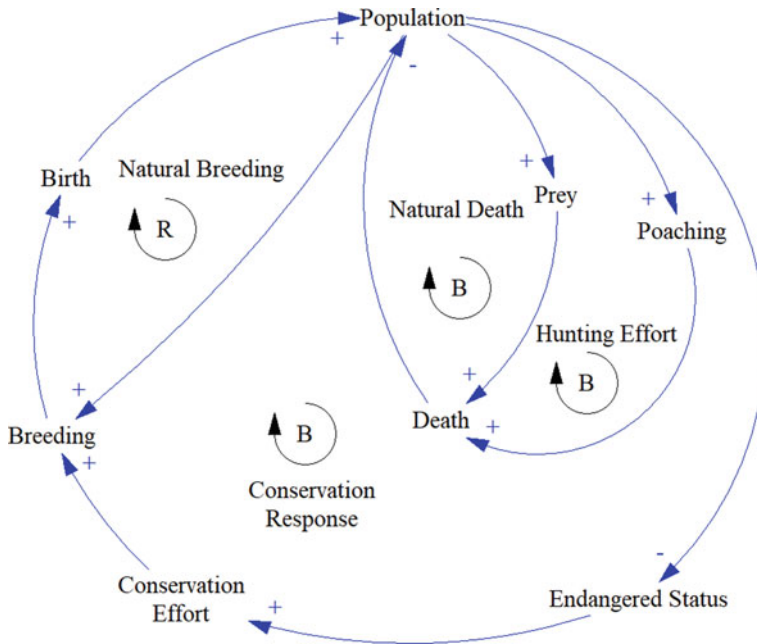 Population
+
-
Birth
+
Natural Breeding
R
+
Prey
+
Poaching
Natural Death
B
Hunting Effort
B
+
Breeding
+
+
Death
+
B
Conservation
Response
-
Conservation
Effort
+
Endangered Status